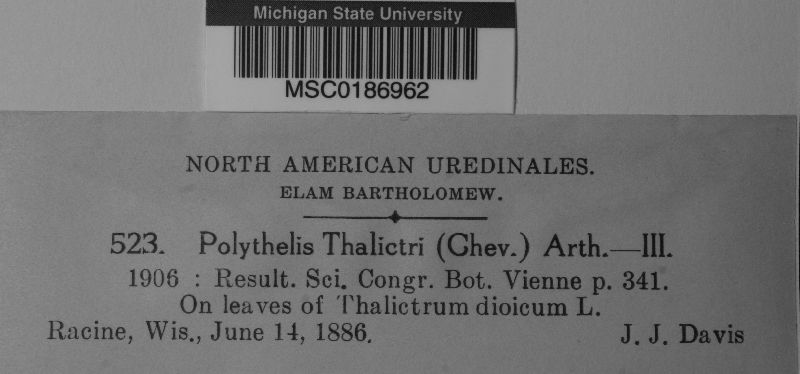 Michigan State University
MSC0186962
NORTH AMERICAN UREDINALES.
ELAM BARTHOLOMEW.
523. Polythelis Thalictri (Chev.) Arth.—III.
1906 : Result. Sci. Congr. Bot. Vienne p. 341.
On leaves of Thalictrum dioicum L.
Racine, Wis., June 14, 1886. J. J. Davis